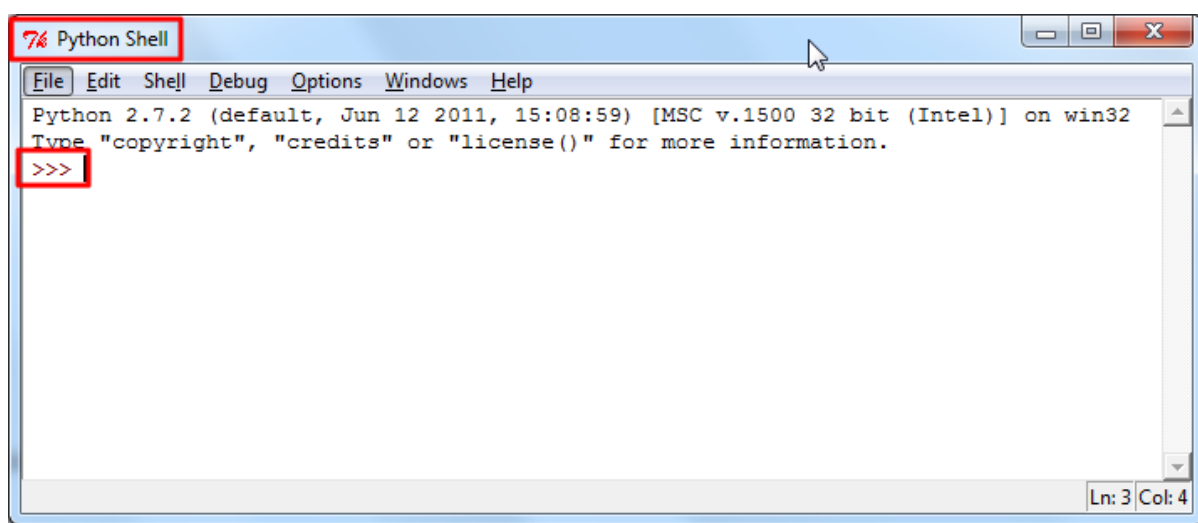 Python Shell
File Edit Shell Debug Options Windows Help
Python 2.7.2 (default, Jun 12 2011, 15:08:59) [MSC v.1500 32 bit (Intel)] on win32
Type "copyright", "credits" or "license()" for more information.
>>>
Ln: 3 Col: 4